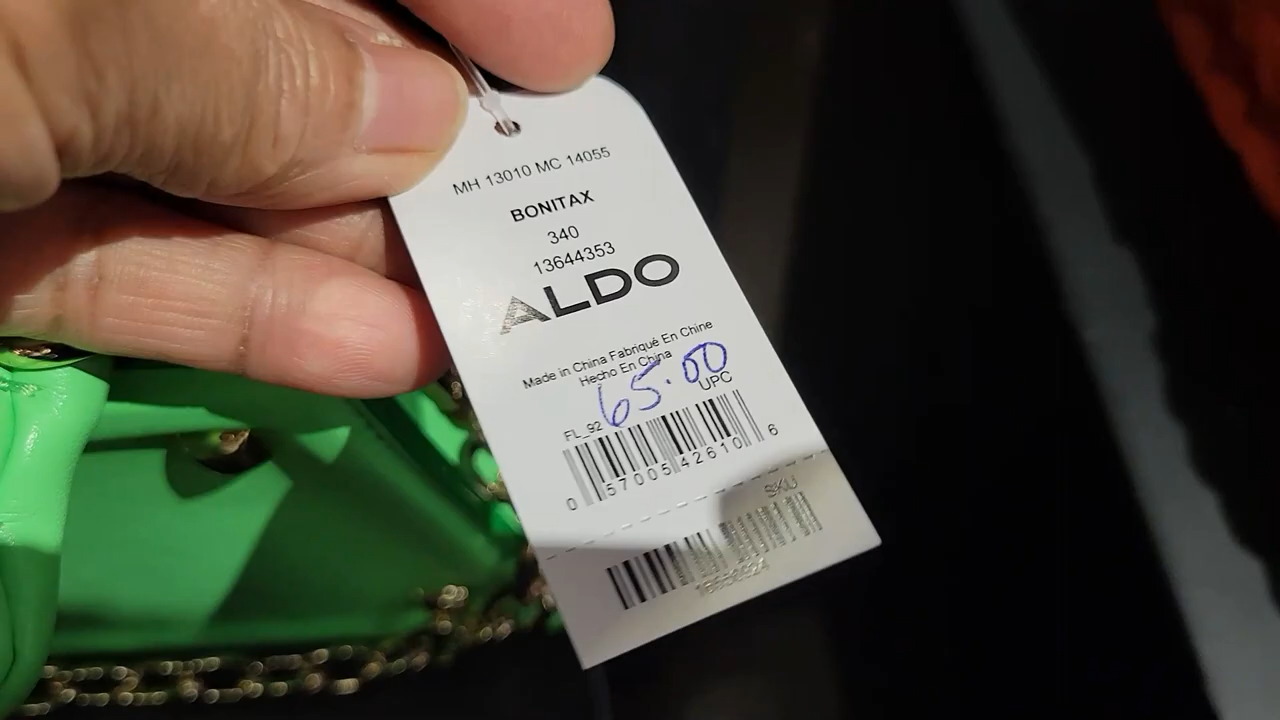 MH 13010 MC 14055
BONITAX
340
13644353
ALDO
Made in China Fabriqué En Chine
Hecho En China
65.00
UPC
FL_92
0 57005 42610 6
SKU